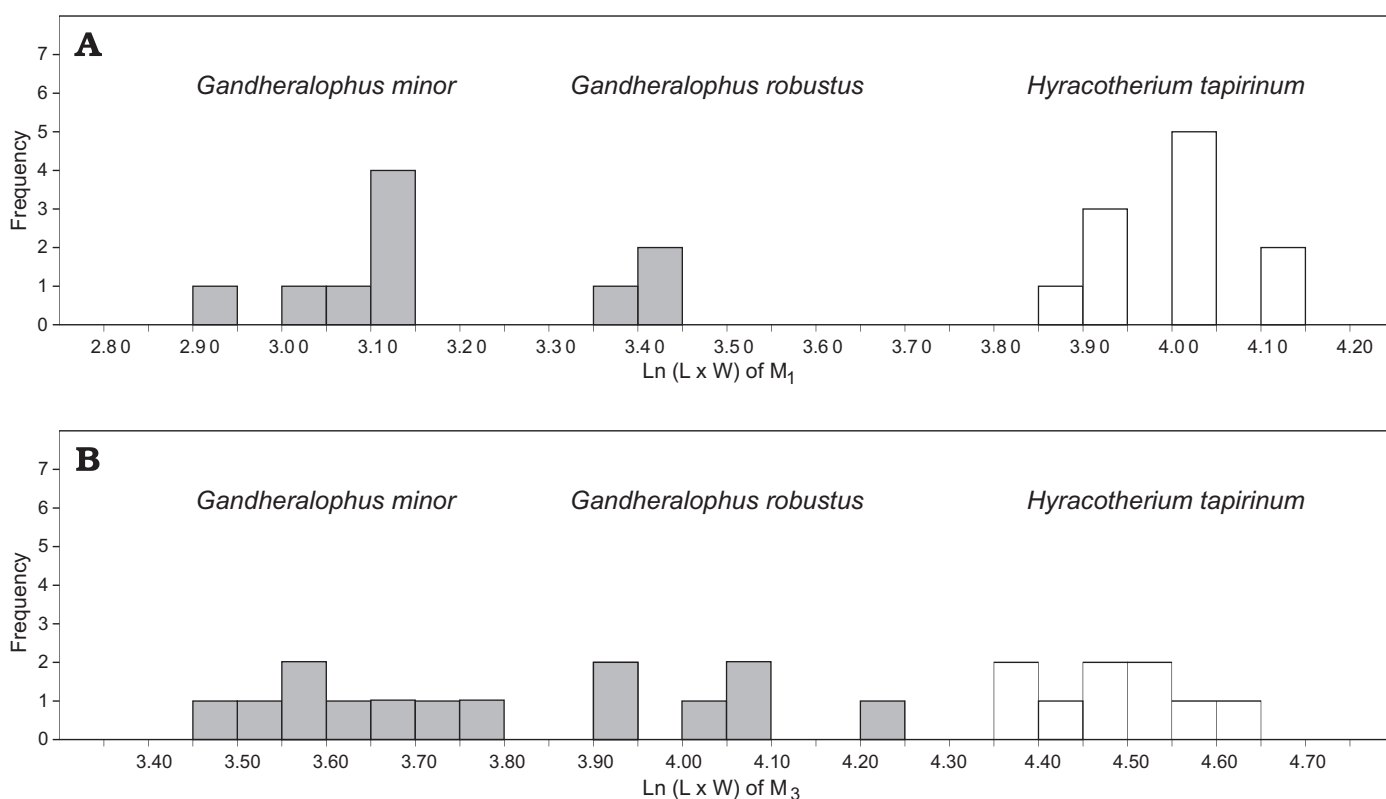 A
Gandheralophus minor Gandheralophus robustus Hyracotherium tapirinum
Frequency
7
6
5
4
3
2
1
0
2.80 2.90 3.00 3.10 3.20 3.30 3.40 3.50 3.60 3.70 3.80 3.90 4.00 4.10 4.20
Ln (L x W) of M1
B
Gandheralophus minor Gandheralophus robustus Hyracotherium tapirinum
Frequency
7
6
5
4
3
2
1
0
3.40 3.50 3.60 3.70 3.80 3.90 4.00 4.10 4.20 4.30 4.40 4.50 4.60 4.70
Ln (L x W) of M3